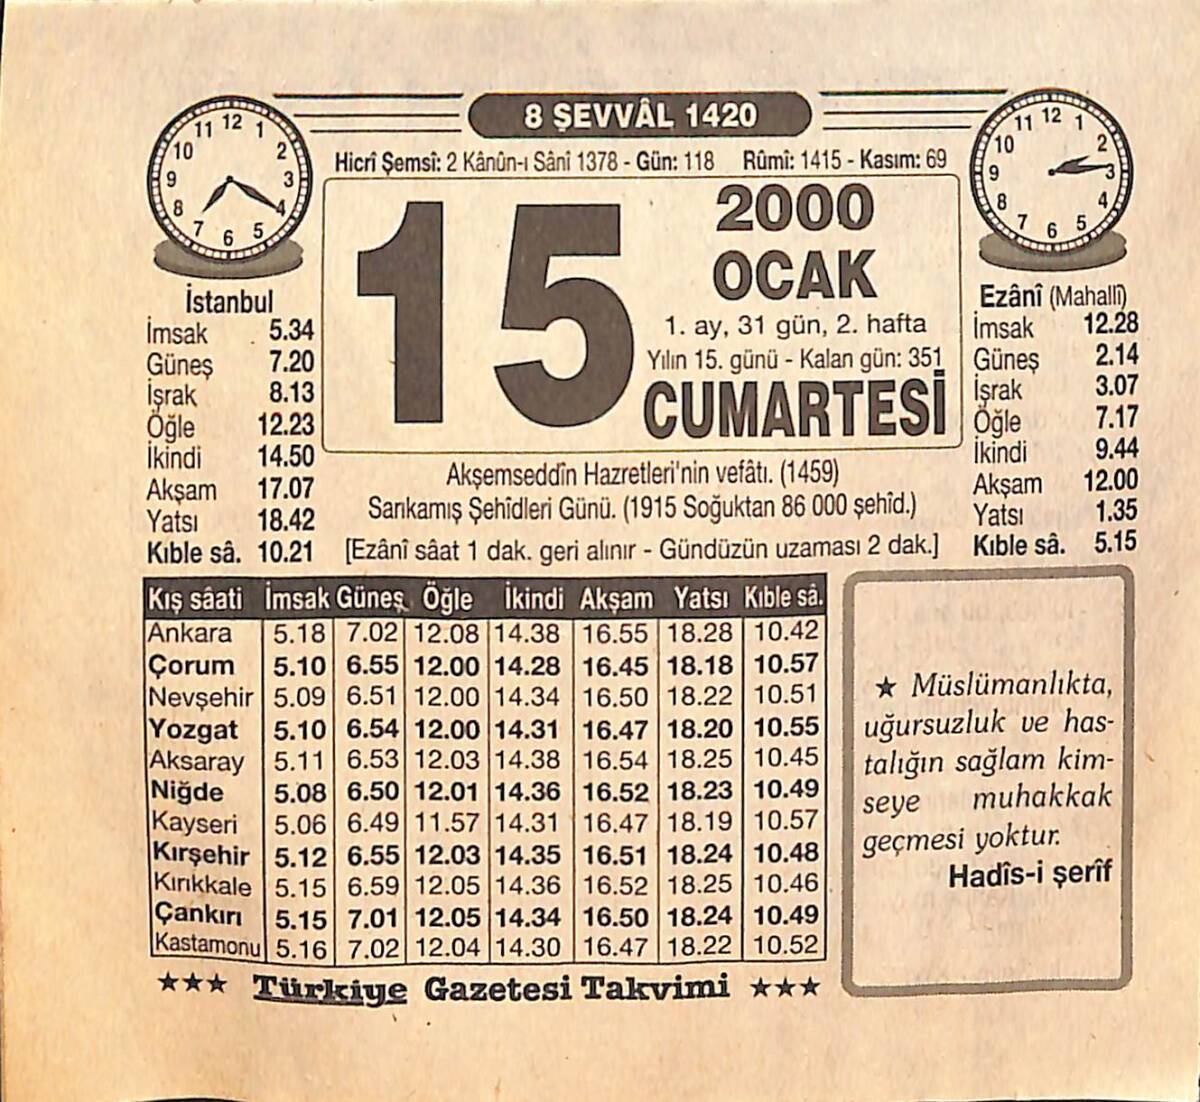 8 ŞEVVÂL 1420
Hicrî Şemsî: 2 Kânûn-ı Sânî 1378 - Gün: 118 Rûmî: 1415 - Kasım: 69
11 12 1
10 2
9 3
8 4
7 6 5
11 12 1
10 2
9 3
8 4
7 6 5
15
2000
OCAK
1. ay, 31 gün, 2. hafta
Yılın 15. günü - Kalan gün: 351
CUMARTESİ
İstanbul
İmsak 5.34
Güneş 7.20
İşrak 8.13
Öğle 12.23
İkindi 14.50
Akşam 17.07
Yatsı 18.42
Kıble sâ. 10.21
Ezânî (Mahallî)
İmsak 12.28
Güneş 2.14
İşrak 3.07
Öğle 7.17
İkindi 9.44
Akşam 12.00
Yatsı 1.35
Kıble sâ. 5.15
Akşemseddîn Hazretleri'nin vefâtı. (1459)
Sarıkamış Şehîdleri Günü. (1915 Soğuktan 86 000 şehîd.)
[Ezânî sâat 1 dak. geri alınır - Gündüzün uzaması 2 dak.]
Kış sâati İmsak Güneş Öğle İkindi Akşam Yatsı Kıble sâ.
Ankara 5.18 7.02 12.08 14.38 16.55 18.28 10.42
Çorum 5.10 6.55 12.00 14.28 16.45 18.18 10.57
Nevşehir 5.09 6.51 12.00 14.34 16.50 18.22 10.51
Yozgat 5.10 6.54 12.00 14.31 16.47 18.20 10.55
Aksaray 5.11 6.53 12.03 14.38 16.54 18.25 10.45
Niğde 5.08 6.50 12.01 14.36 16.52 18.23 10.49
Kayseri 5.06 6.49 11.57 14.31 16.47 18.19 10.57
Kırşehir 5.12 6.55 12.03 14.35 16.51 18.24 10.48
Kırıkkale 5.15 6.59 12.05 14.36 16.52 18.25 10.46
Çankırı 5.15 7.01 12.05 14.34 16.50 18.24 10.49
Kastamonu 5.16 7.02 12.04 14.30 16.47 18.22 10.52
★★★ Türkiye Gazetesi Takvimi ★★★
★ Müslümanlıkta,
uğursuzluk ve has-
talığın sağlam kim-
seye muhakkak
geçmesi yoktur.
Hadîs-i şerîf